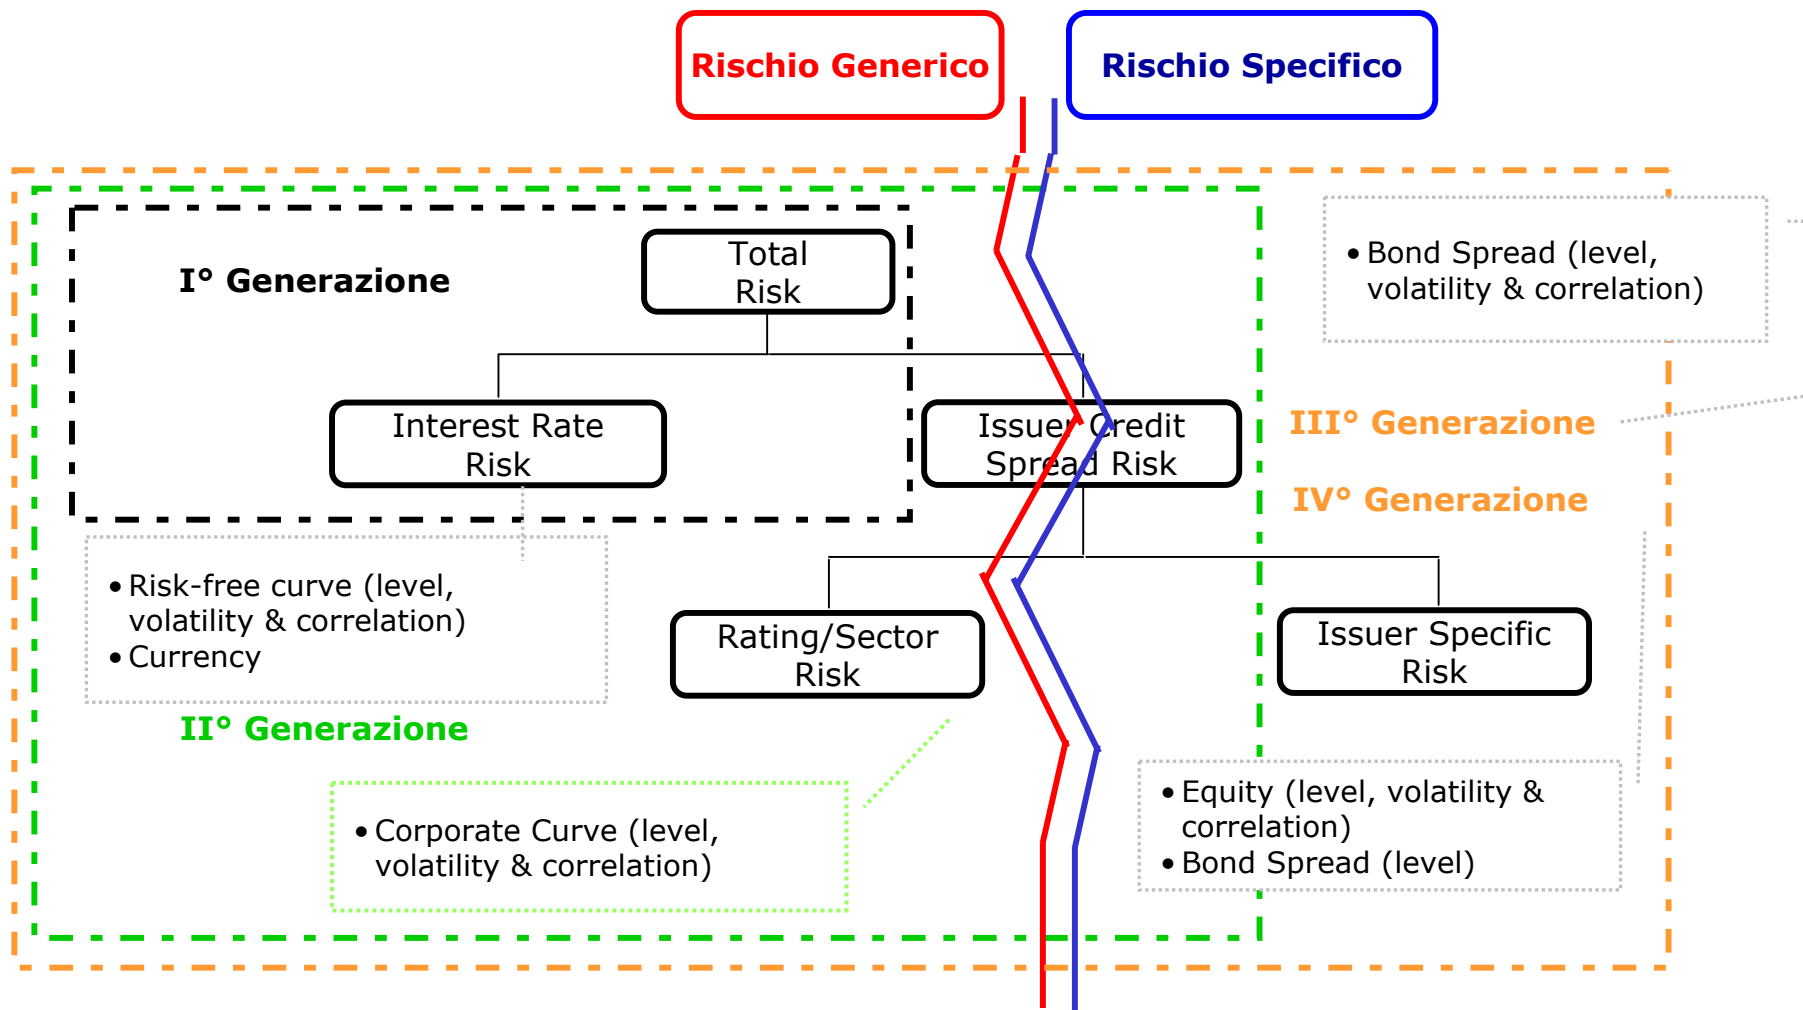 Rischio Generico
Rischio Specifico
I° Generazione
Total
Risk
• Bond Spread (level,
volatility & correlation)
Interest Rate
Risk
Issuer Credit
Spread Risk
III° Generazione
IV° Generazione
• Risk-free curve (level,
volatility & correlation)
• Currency
Rating/Sector
Risk
Issuer Specific
Risk
II° Generazione
• Corporate Curve (level,
volatility & correlation)
• Equity (level, volatility &
correlation)
• Bond Spread (level)